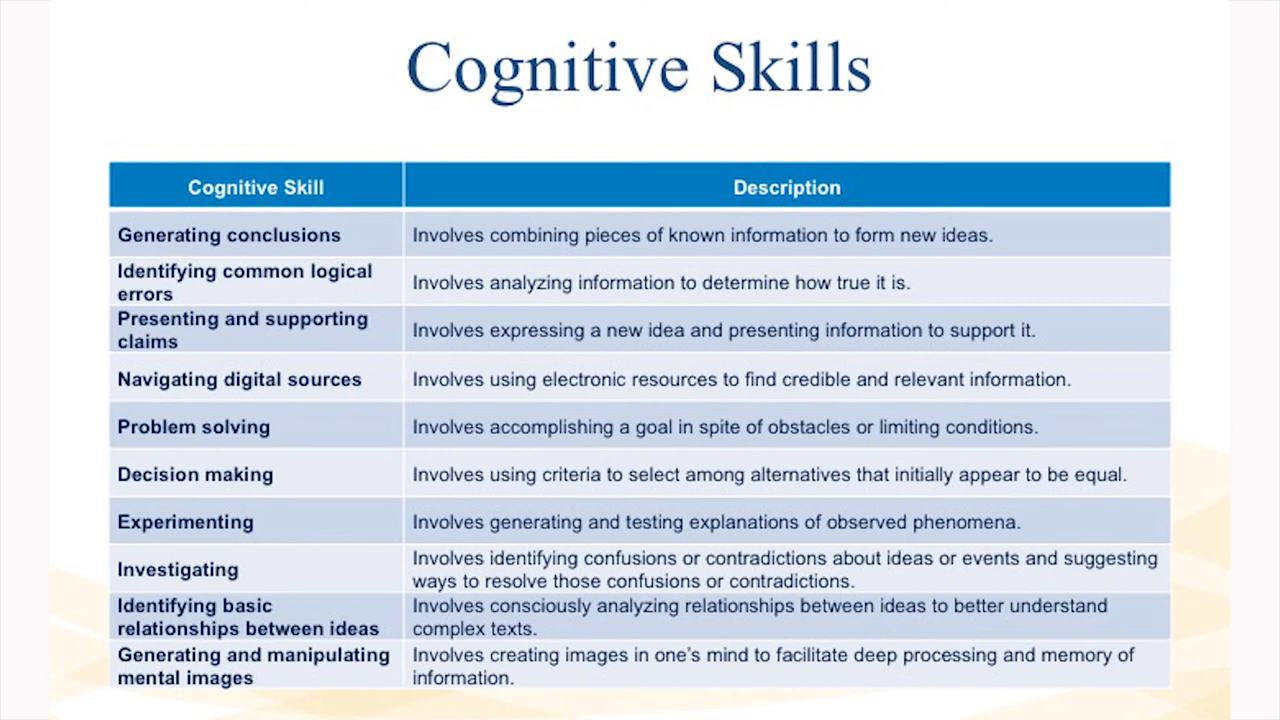 Cognitive Skills
Cognitive Skill
Description
Generating conclusions
Involves combining pieces of known information to form new ideas.
Identifying common logical
errors
Involves analyzing information to determine how true it is.
Presenting and supporting
claims
Involves expressing a new idea and presenting information to support it.
Navigating digital sources
Involves using electronic resources to find credible and relevant information.
Problem solving
Involves accomplishing a goal in spite of obstacles or limiting conditions.
Decision making
Involves using criteria to select among alternatives that initially appear to be equal.
Experimenting
Involves generating and testing explanations of observed phenomena.
Investigating
Involves identifying confusions or contradictions about ideas or events and suggesting
ways to resolve those confusions or contradictions.
Identifying basic
relationships between ideas
Involves consciously analyzing relationships between ideas to better understand
complex texts.
Generating and manipulating
mental images
Involves creating images in one’s mind to facilitate deep processing and memory of
information.